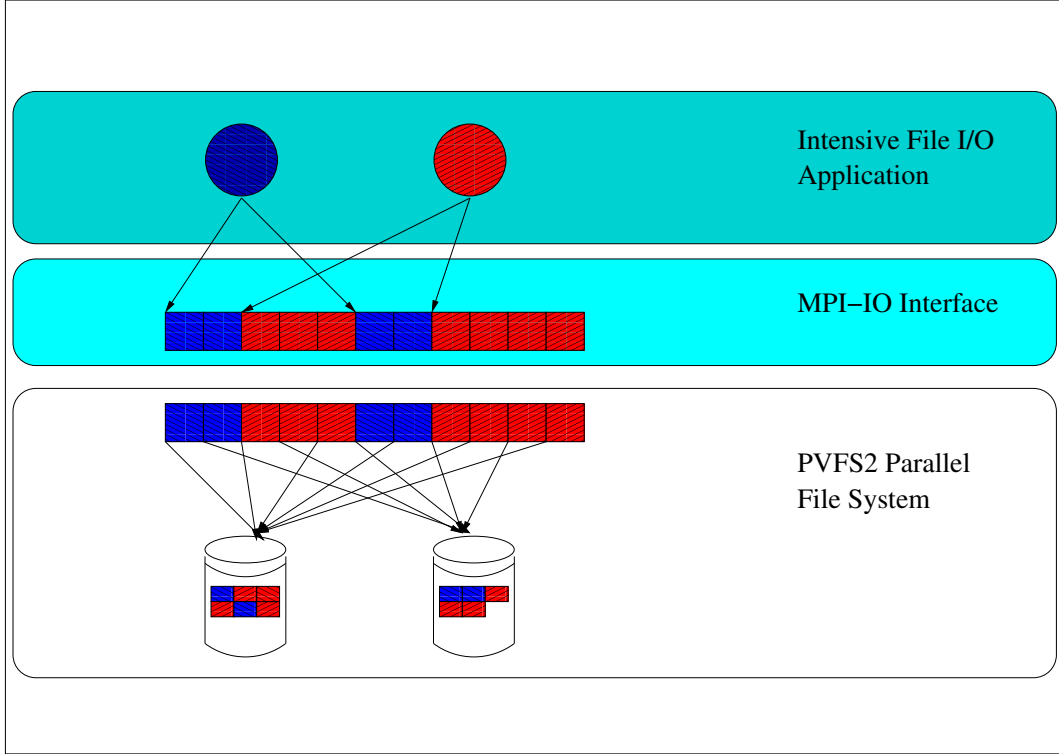 Intensive File I/O
Application
MPI−IO Interface
PVFS2 Parallel
File System